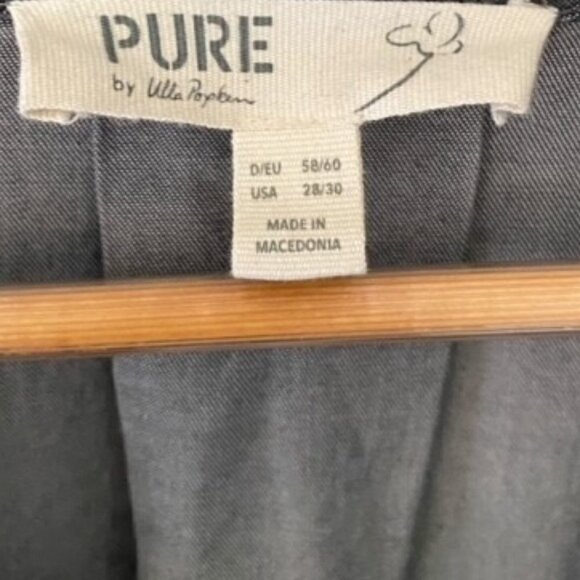 PURE
by Ulla Popken
D/EU 58/60
USA 28/30
MADE IN
MACEDONIA